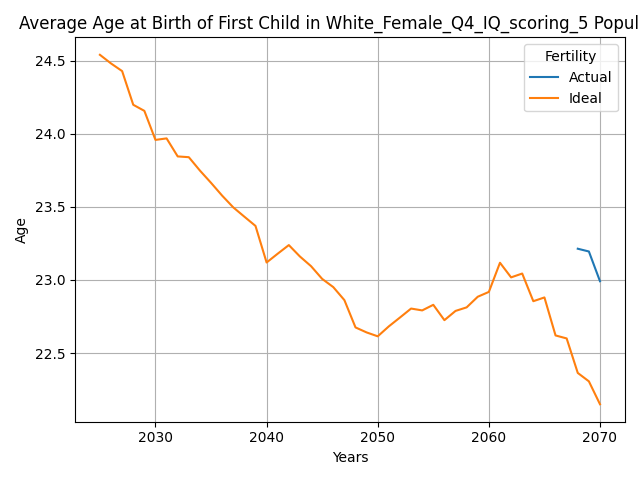 Average Age at Birth of First Child in White_Female_Q4_IQ_scoring_5 Popul
Fertility
Actual
Ideal
24.5
24.0
23.5
23.0
22.5
Age
2030 2040 2050 2060 2070
Years